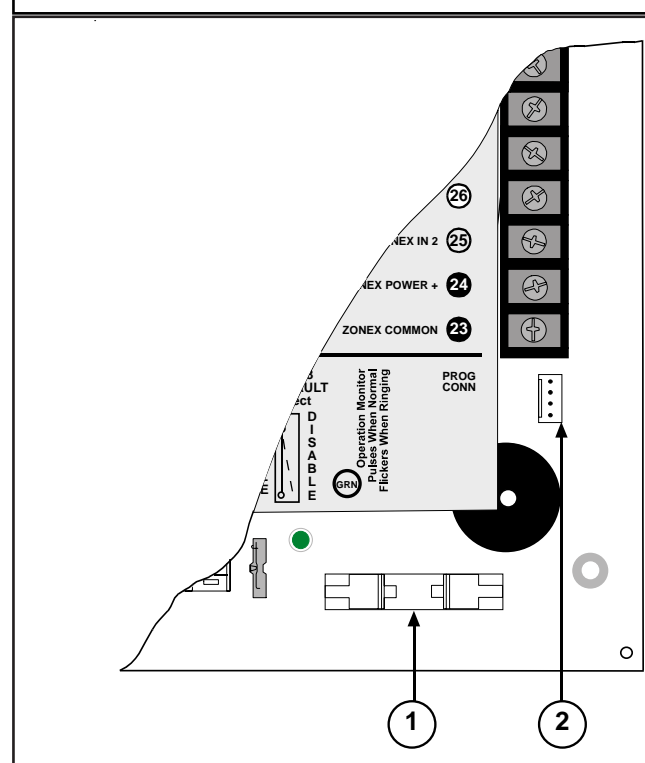 26
NEX IN 2 25
NEX POWER + 24
ZONEX COMMON 23
ULT
ect
DISABLE
E
GRN
Operation Monitor
Pulses When Normal
Flickers When Ringing
PROG
CONN
1
2